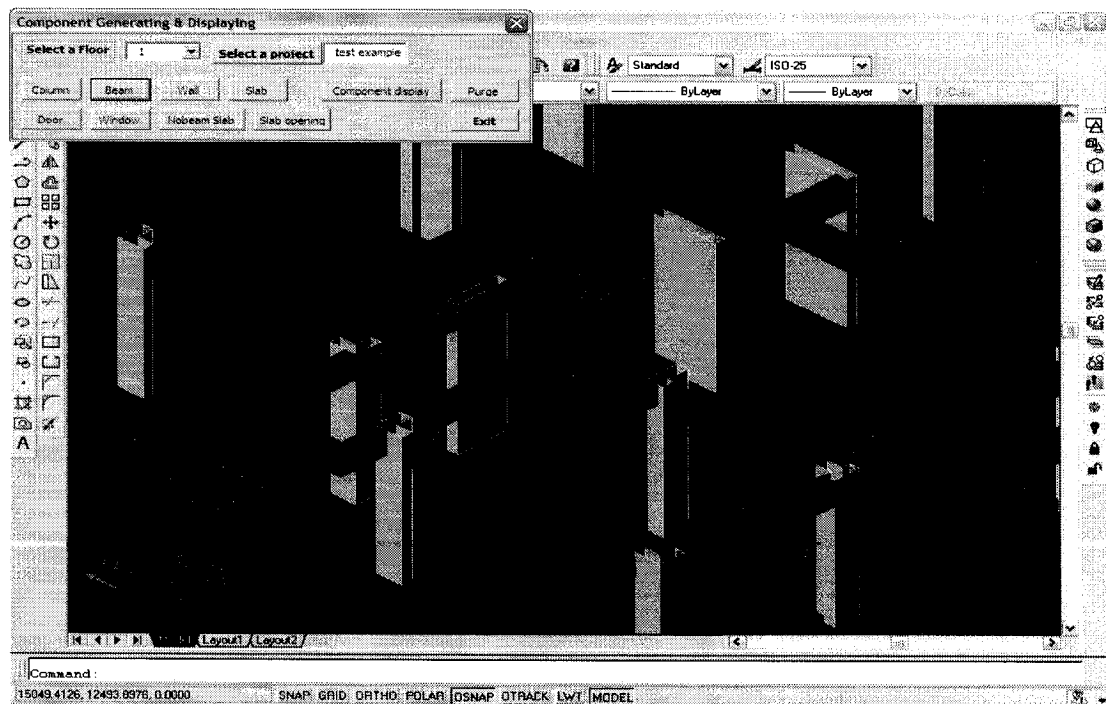 Component Generating & Displaying
Select a Floor 1 Select a project test example
Column Beam Wall Slab Component display Purge
Door Window Nobeam Slab Slab opening Exit
Standard ISO-25
ByLayer ByLayer
A
Layout1 Layout2
Command:
15049.4126, 12493.8976, 0.0000 SNAP GRID ORTHO POLAR OSNAP OTRACK LWT MODEL